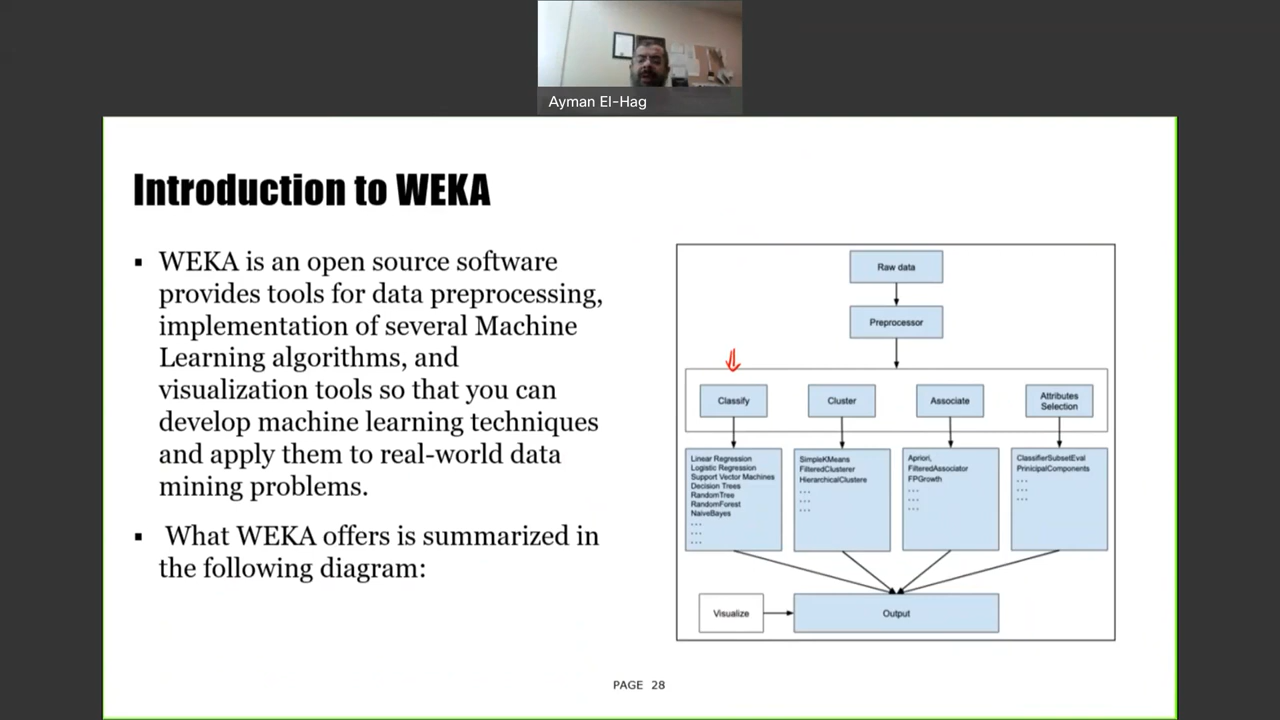 Ayman El-Hag
Introduction to WEKA
▪ WEKA is an open source software
provides tools for data preprocessing,
implementation of several Machine
Learning algorithms, and
visualization tools so that you can
develop machine learning techniques
and apply them to real-world data
mining problems.
▪ What WEKA offers is summarized in
the following diagram:
Raw data
Preprocessor
Classify
Cluster
Associate
Attributes
Selection
Linear Regression
Logistic Regression
Support Vector Machines
Decision Trees
RandomTree
RandomForest
NaiveBayes
...
...
...
SimpleKMeans
FilteredClusterer
HierarchicalClustere
...
...
...
Apriori,
FilteredAssociator
FPGrowth
...
...
...
ClassifierSubsetEval
PrinicipalComponents
...
...
...
Visualize
Output
PAGE 28